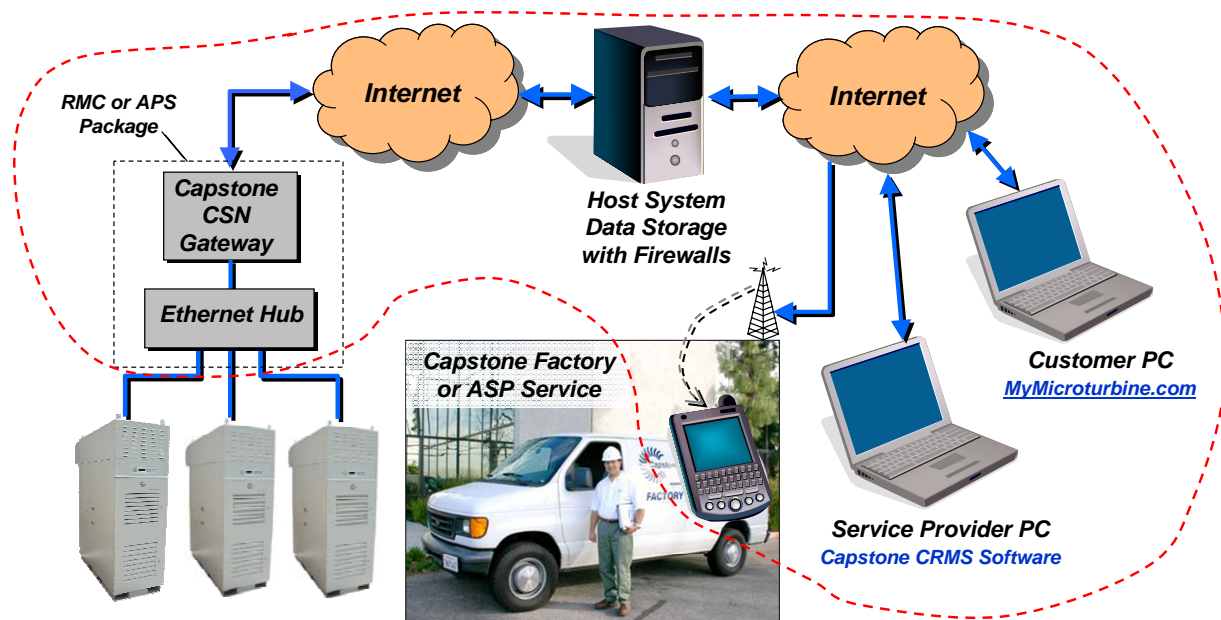 RMC or APS
Package
Internet
Internet
Capstone
CSN
Gateway
Ethernet Hub
Host System
Data Storage
with Firewalls
Customer PC
MyMicroturbine.com
Capstone Factory
or ASP Service
Capstone
FACTORY
Service Provider PC
Capstone CRMS Software